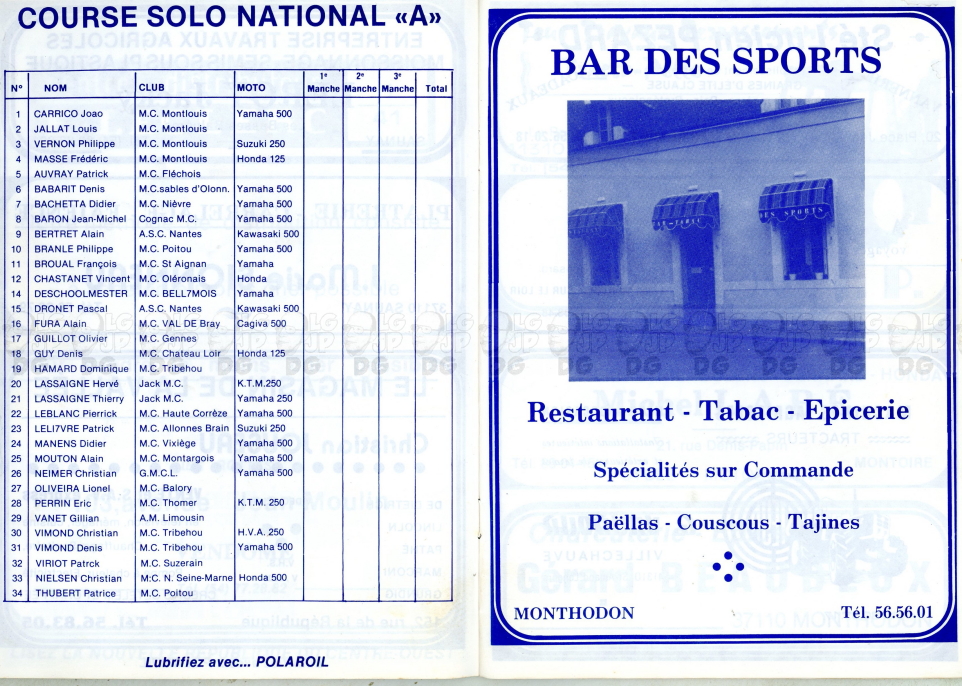 COURSE SOLO NATIONAL «A»
N° NOM CLUB MOTO 1e Manche 2e Manche 3e Manche Total
1 CARRICO Joao M.C. Montlouis Yamaha 500
2 JALLAT Louis M.C. Montlouis
3 VERNON Philippe M.C. Montlouis Suzuki 250
4 MASSE Frédéric M.C. Montlouis Honda 125
5 AUVRAY Patrick M.C. Fléchois
6 BABARIT Denis M.C.sables d'Olonn. Yamaha 500
7 BACHETTA Didier M.C. Nièvre Yamaha 500
8 BARON Jean-Michel Cognac M.C. Yamaha 500
9 BERTRET Alain A.S.C. Nantes Kawasaki 500
10 BRANLE Philippe M.C. Poitou Yamaha 500
11 BROUAL François M.C. St Aignan Yamaha
12 CHASTANET Vincent M.C. Oléronais Honda
14 DESCHOOLMESTER M.C. BELL7MOIS Yamaha
15 DRONET Pascal A.S.C. Nantes Kawasaki 500
16 FURA Alain M.C. VAL DE Bray Cagiva 500
17 GUILLOT Olivier M.C. Gennes
18 GUY Denis M.C. Chateau Loir Honda 125
19 HAMARD Dominique M.C. Tribehou
20 LASSAIGNE Hervé Jack M.C. K.T.M.250
21 LASSAIGNE Thierry Jack M.C. Yamaha 250
22 LEBLANC Pierrick M.C. Haute Corrèze Yamaha 500
23 LELI7VRE Patrick M.C. Allonnes Brain Suzuki 250
24 MANENS Didier M.C. Vixiège Yamaha 500
25 MOUTON Alain M.C. Montargois Yamaha 500
26 REIMER Christian G.M.C.L. Yamaha 500
27 OLIVEIRA Lionel M.C. Balory
28 PERRIN Eric M.C. Thomer K.T.M. 250
29 VANET Gillian A.M. Limousin
30 VIMOND Christian M.C. Tribehou H.V.A. 250
31 VIMOND Denis M.C. Tribehou Yamaha 500
32 VIRIOT Patrck M.C. Suzerain
33 NIELSEN Christian M:C. N. Seine-Marne Honda 500
34 THUBERT Patrice M.C. Poitou
Lubrifiez avec... POLAROIL
BAR DES SPORTS
DES SPORTS
Restaurant - Tabac - Epicerie
Spécialités sur Commande
Paëllas - Couscous - Tajines
MONTHODON Tél. 56.56.01